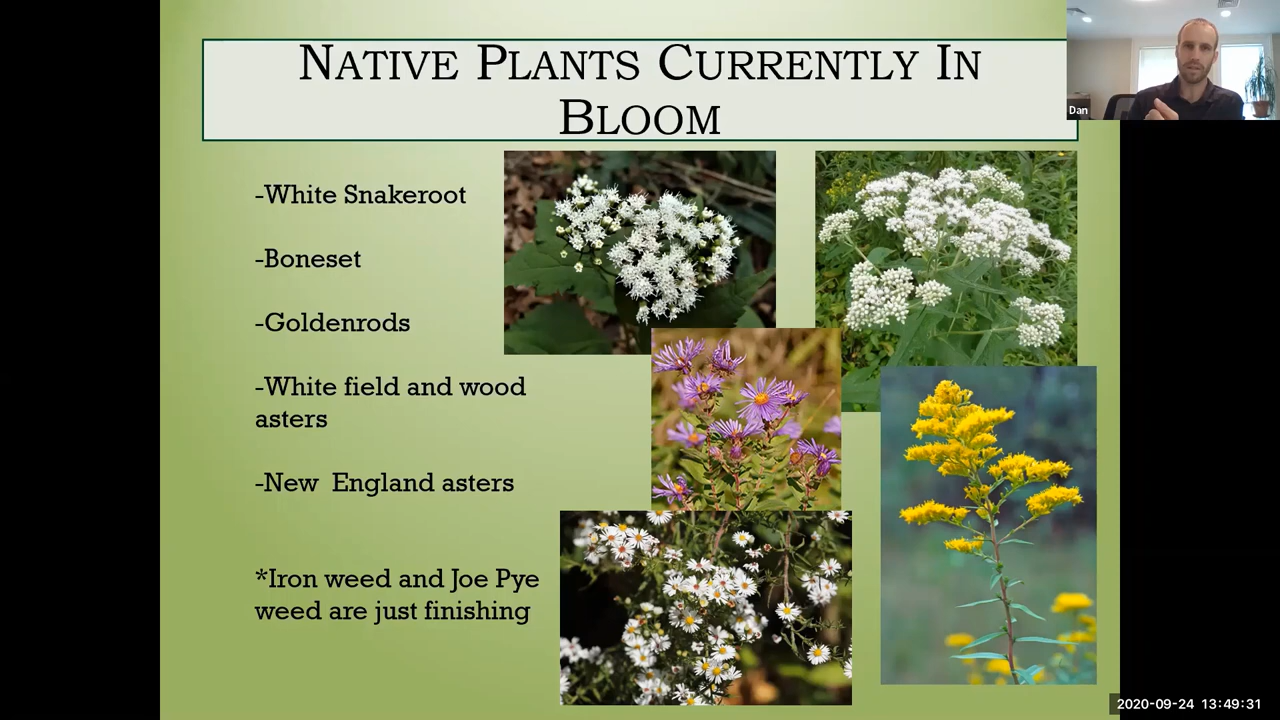 NATIVE PLANTS CURRENTLY IN
BLOOM
Dan
-White Snakeroot
-Boneset
-Goldenrods
-White field and wood
asters
-New  England asters
*Iron weed and Joe Pye
weed are just finishing
2020-09-24 13:49:31